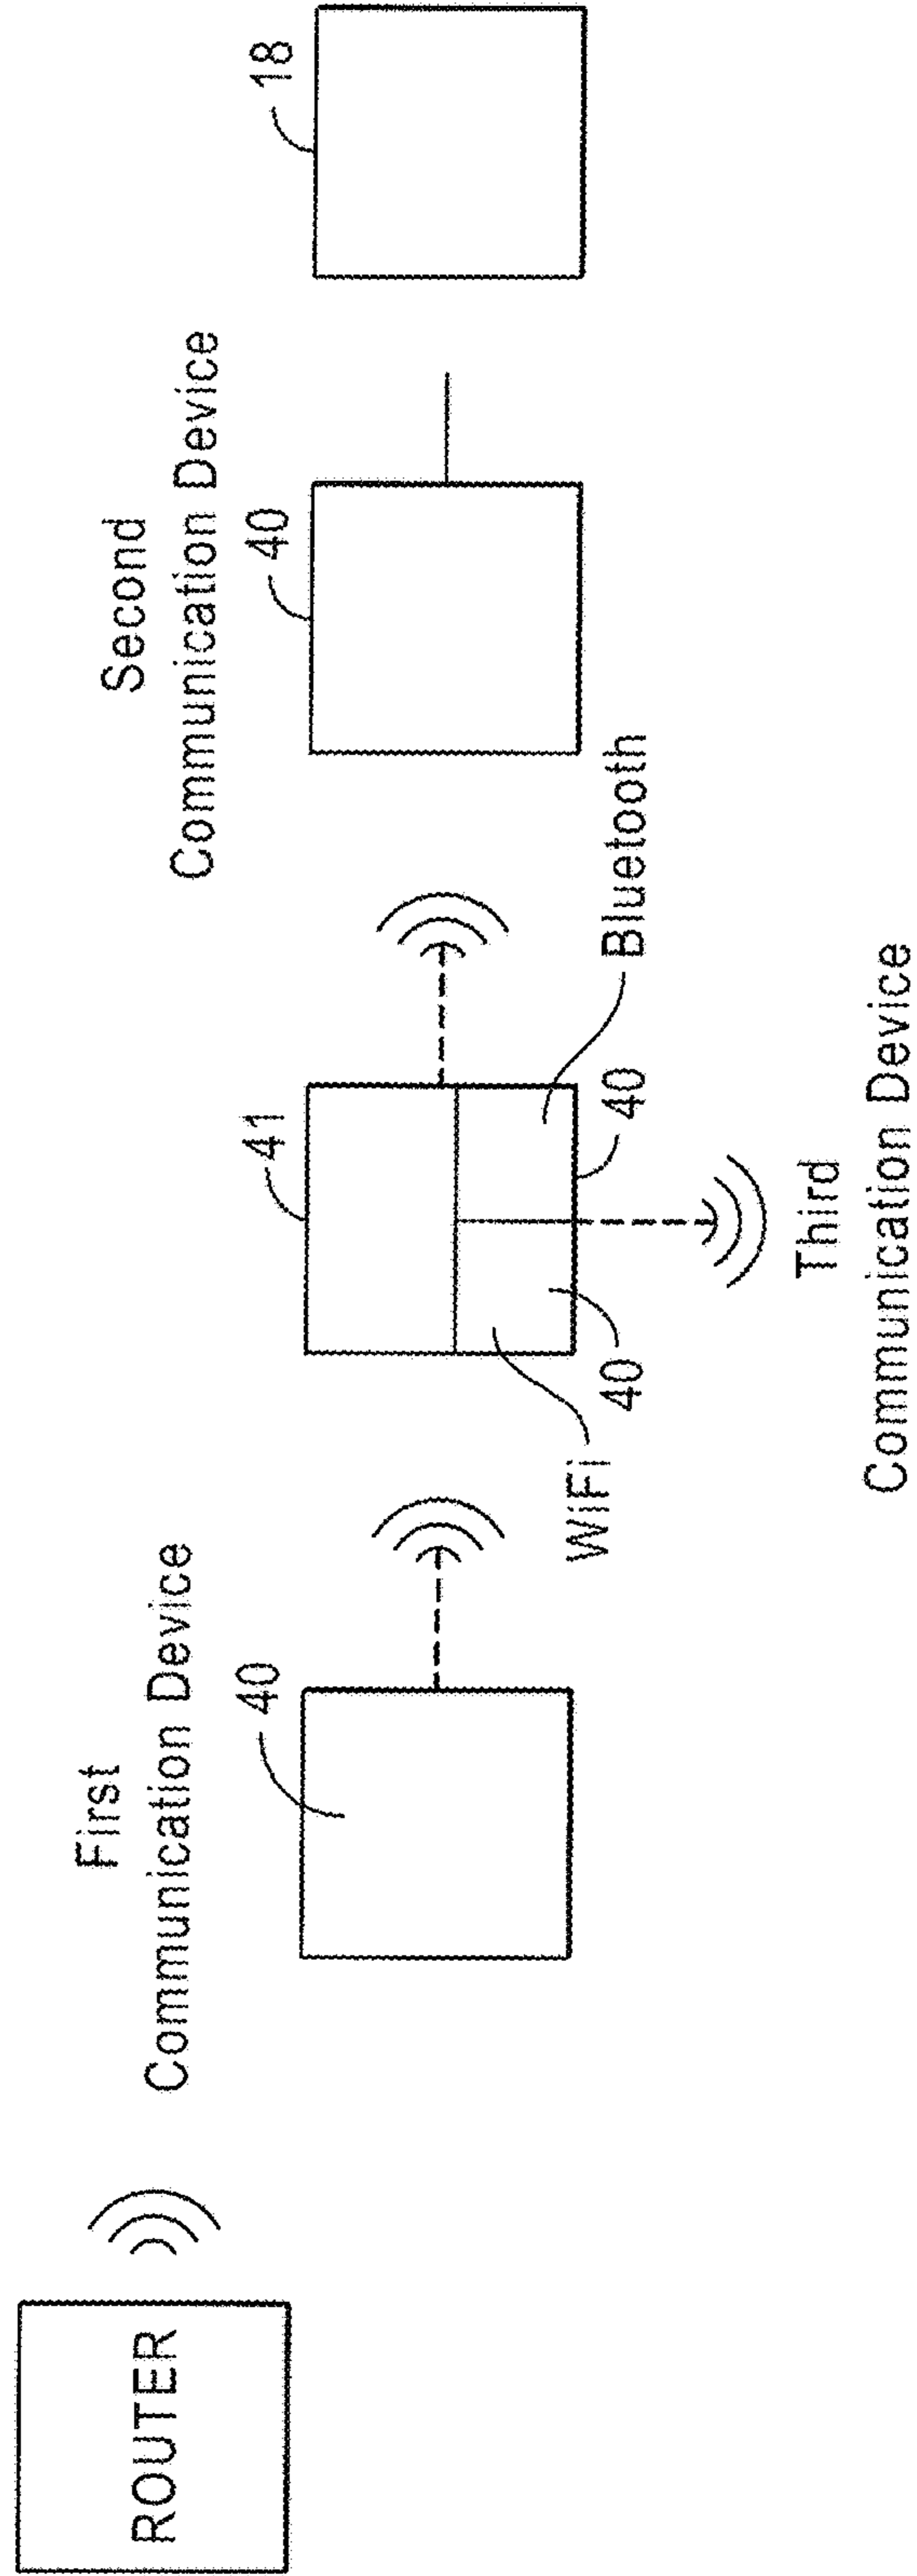 ROUTER
First
Communication Device
40
WiFi
40
41
40
Bluetooth
Third
Communication Device
Second
Communication Device
40
18